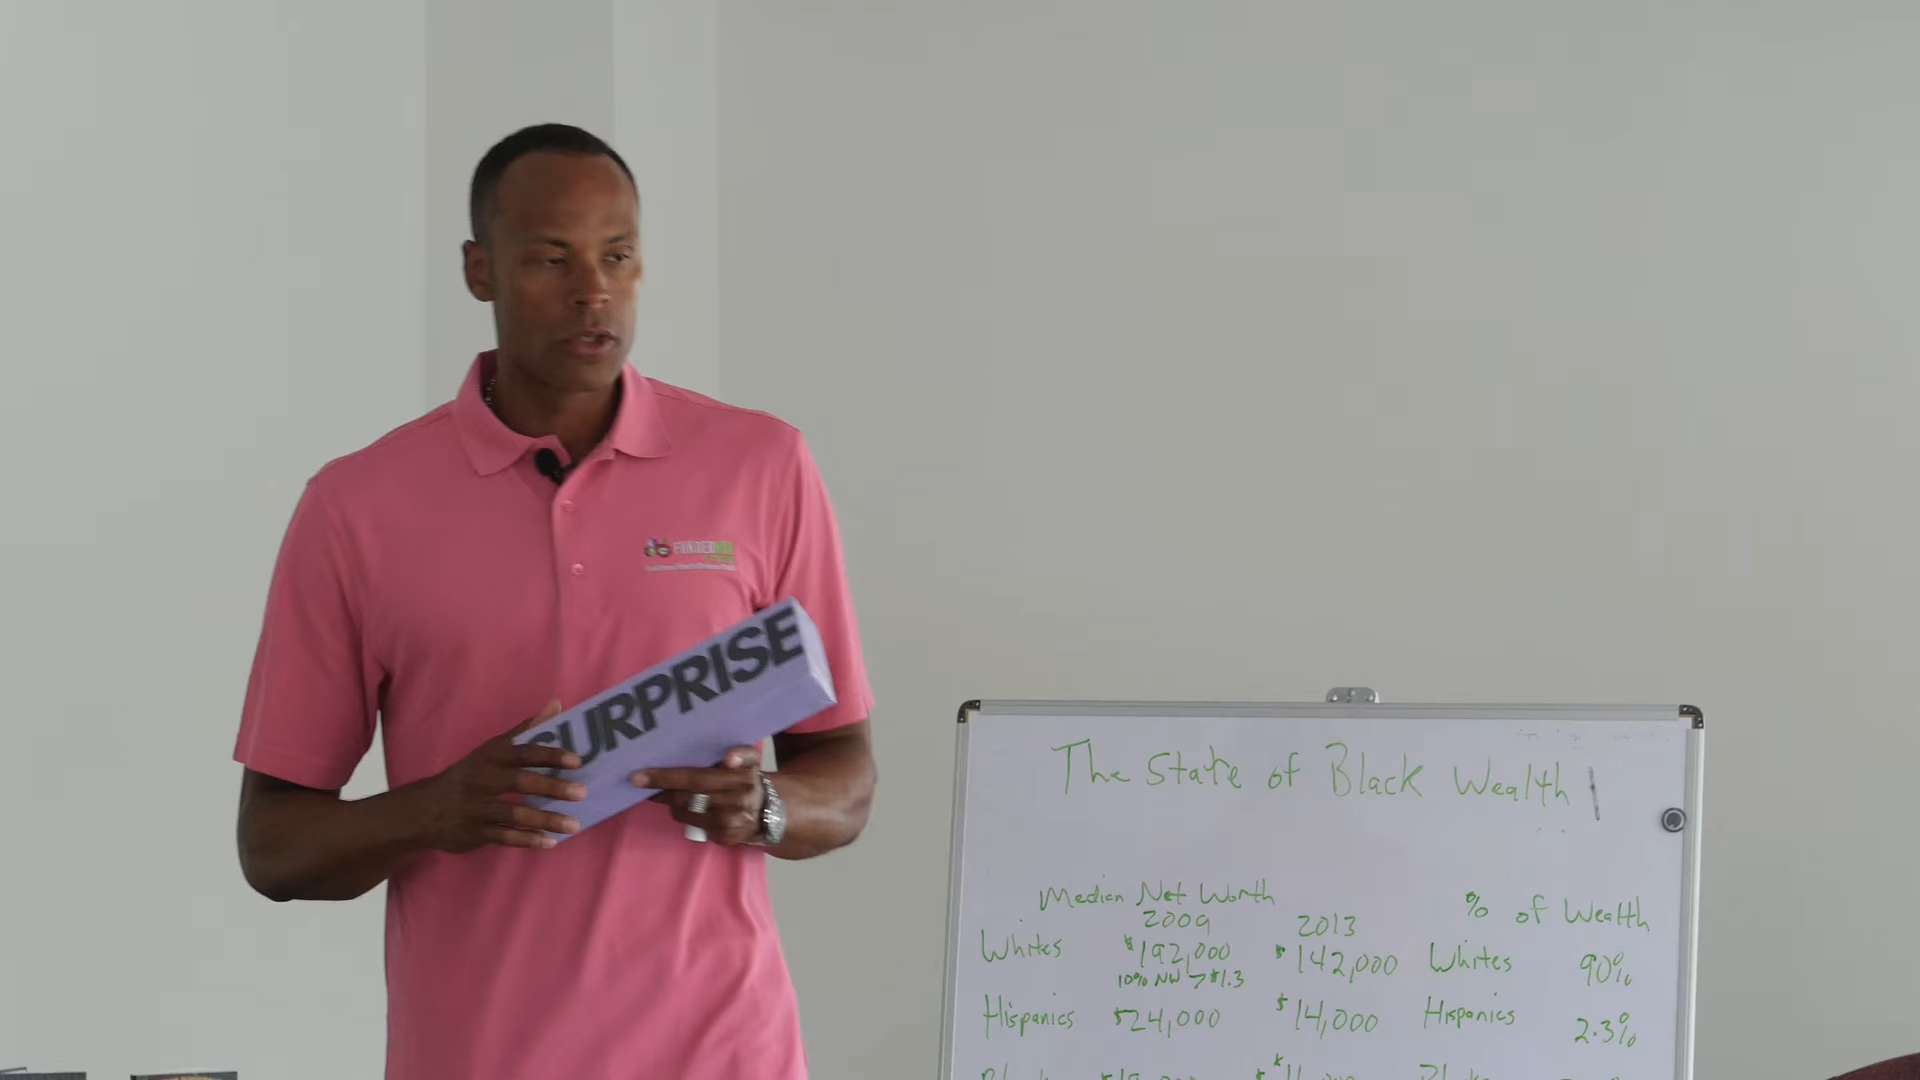 FUNDER
SURPRISE
The State of Black Wealth
Median Net Worth
2009 2013 % of Wealth
Whites $192,000 $142,000 Whites 90%
10% NW > $1.3
Hispanics $24,000 $14,000 Hispanics 2.3%